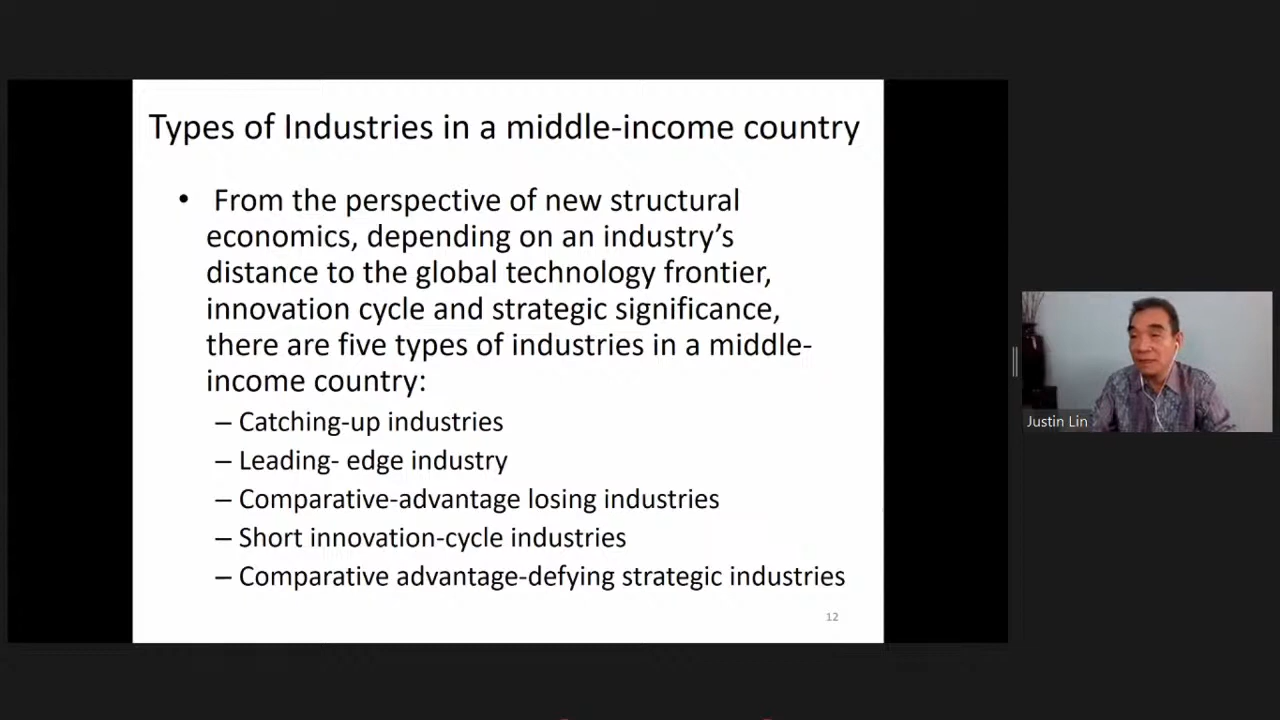 Types of Industries in a middle-income country
• From the perspective of new structural
economics, depending on an industry’s
distance to the global technology frontier,
innovation cycle and strategic significance,
there are five types of industries in a middle-
income country:
– Catching-up industries
– Leading- edge industry
– Comparative-advantage losing industries
– Short innovation-cycle industries
– Comparative advantage-defying strategic industries
12
Justin Lin